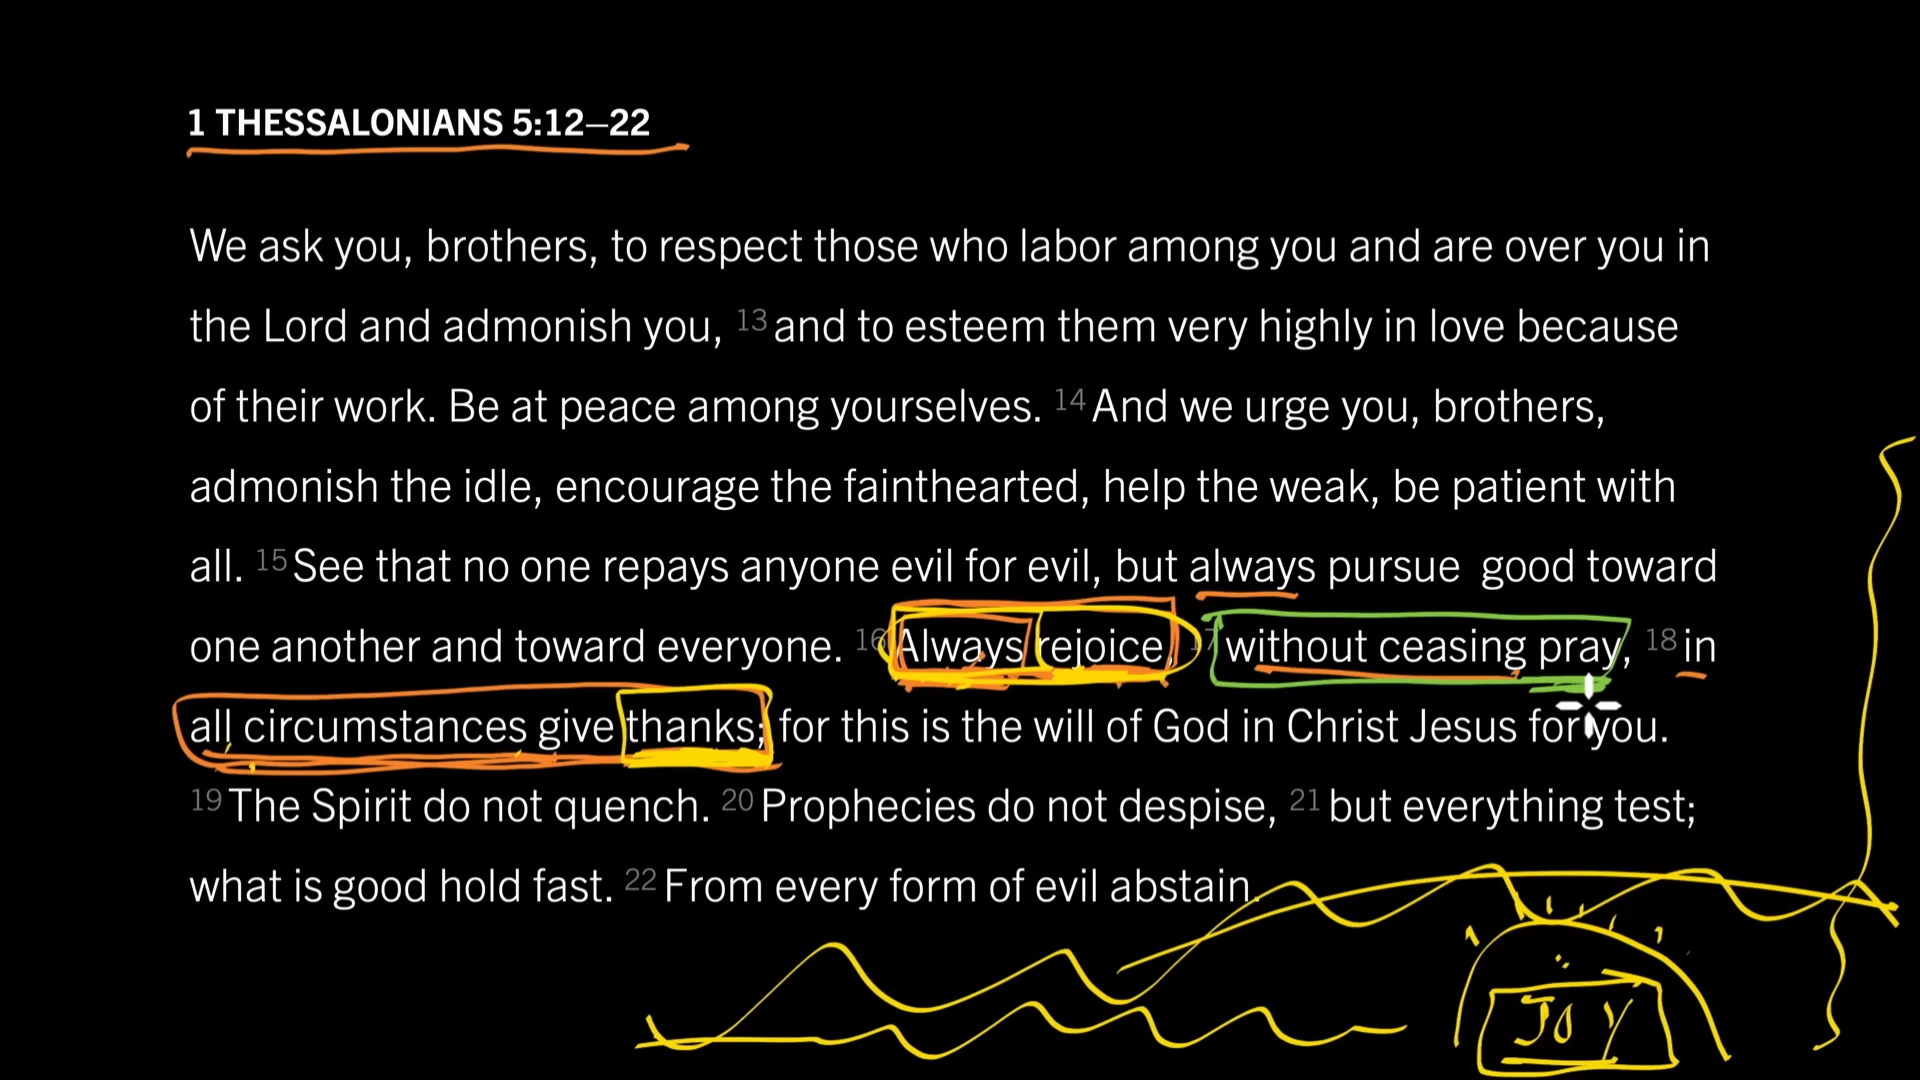 1 THESSALONIANS 5:12–22
We ask you, brothers, to respect those who labor among you and are over you in
the Lord and admonish you, 13 and to esteem them very highly in love because
of their work. Be at peace among yourselves. 14 And we urge you, brothers,
admonish the idle, encourage the fainthearted, help the weak, be patient with
all. 15 See that no one repays anyone evil for evil, but always pursue good toward
one another and toward everyone. 16 Always rejoice, 17 without ceasing pray, 18 in
all circumstances give thanks; for this is the will of God in Christ Jesus for you.
19 The Spirit do not quench. 20 Prophecies do not despise, 21 but everything test;
what is good hold fast. 22 From every form of evil abstain.
JOY